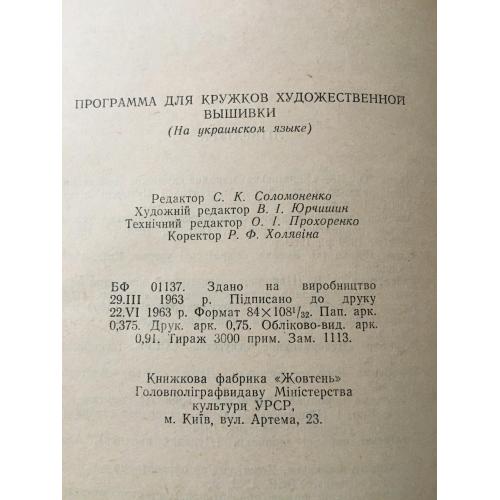 ПРОГРАММА ДЛЯ КРУЖКОВ ХУДОЖЕСТВЕННОЙ
ВЫШИВКИ
(На украинском языке)
Редактор С. К. Соломоненко
Художній редактор В. І. Юрчишин
Технічний редактор О. І. Прохоренко
Коректор Р. Ф. Холявіна
БФ 01137. Здано на виробництво
29.III 1963 р. Підписано до друку
22.VI 1963 р. Формат 84×108¹/₃₂. Пап. арк.
0,375. Друк. арк. 0,75. Обліково-вид. арк.
0,91. Тираж 3000 прим. Зам. 1113.
Книжкова фабрика «Жовтень»
Головполіграфвидаву Міністерства
культури УРСР,
м. Київ, вул. Артема, 23.